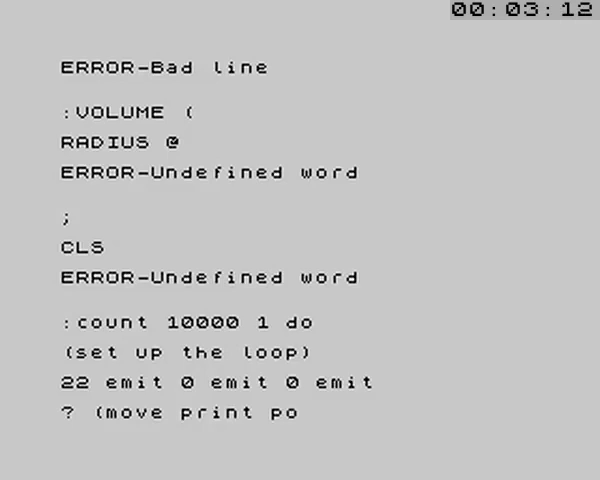 00:03:12
ERROR-Bad line
:VOLUME (
RADIUS @
ERROR-Undefined word
;
CLS
ERROR-Undefined word
:count 10000 1 do
(set up the loop)
22 emit 0 emit 0 emit
? (move print po